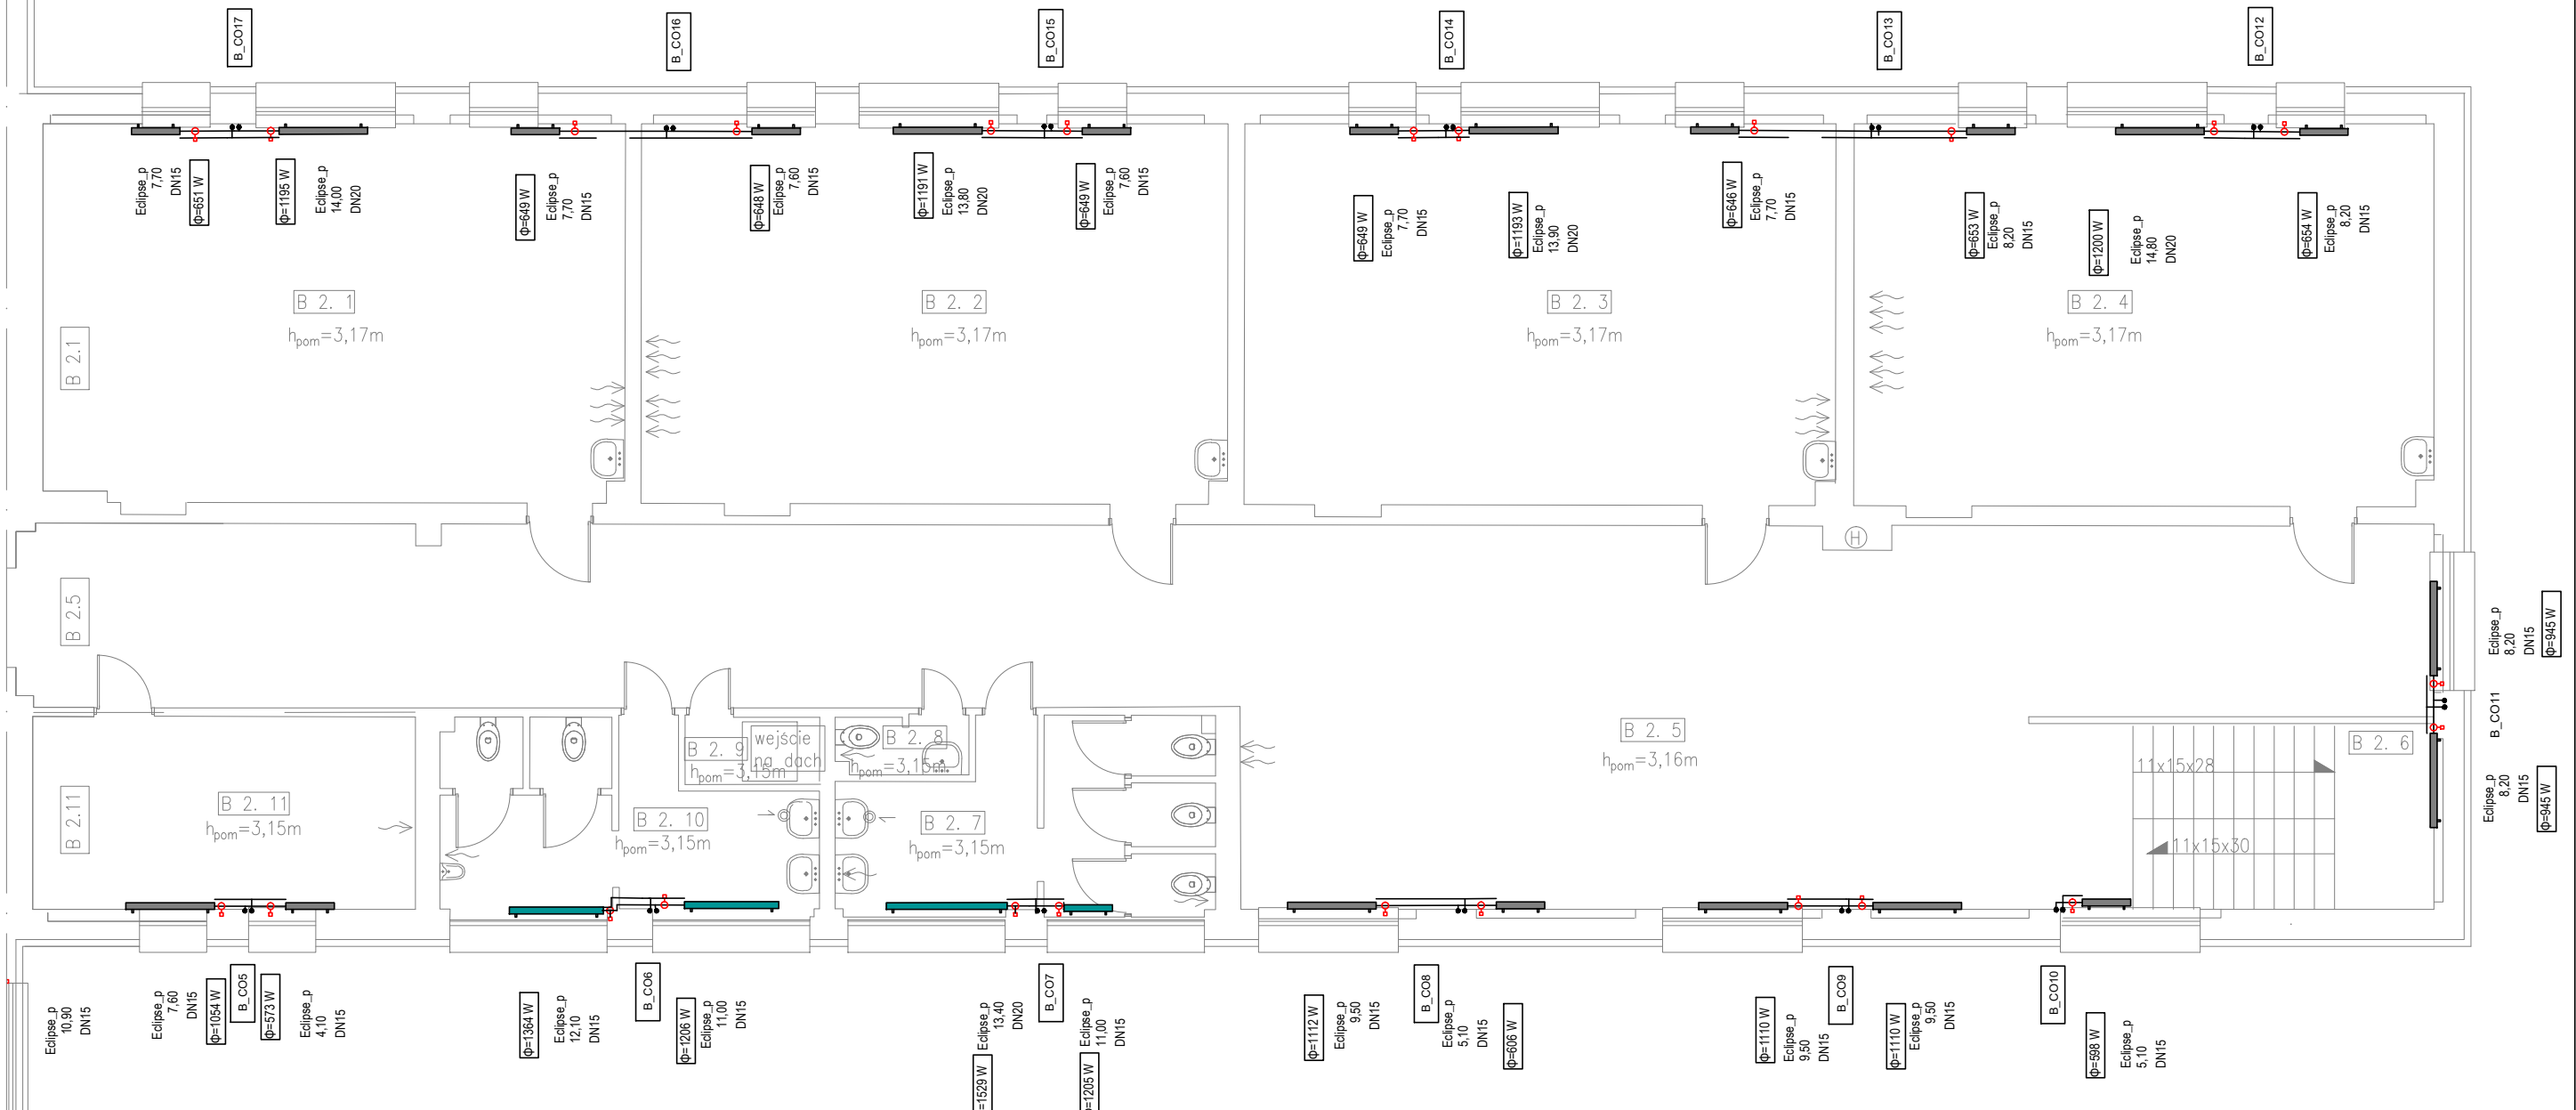 B_CO17
B_CO16
B_CO15
B_CO14
B_CO13
B_CO12
Eclipse_p
7,70
DN15
Φ=651 W
Φ=1195 W
Eclipse_p
14,00
DN20
Φ=649 W
Eclipse_p
7,70
DN15
Φ=648 W
Eclipse_p
7,60
DN15
Φ=1191 W
Eclipse_p
13,80
DN20
Φ=649 W
Eclipse_p
7,60
DN15
Φ=649 W
Eclipse_p
7,70
DN15
Φ=1193 W
Eclipse_p
13,90
DN20
Φ=646 W
Eclipse_p
7,70
DN15
Φ=653 W
Eclipse_p
8,20
DN15
Φ=1200 W
Eclipse_p
14,80
DN20
Φ=654 W
Eclipse_p
8,20
DN15
B 2. 1
hpom=3,17m
B 2. 2
hpom=3,17m
B 2. 3
hpom=3,17m
B 2. 4
hpom=3,17m
B 2.1
H
B 2.5
Eclipse_p
8,20
DN15
Φ=945 W
B_CO11
Eclipse_p
8,20
DN15
Φ=945 W
B 2. 9
hpom=3,15m
wejście
na dach
B 2. 8
hpom=3,15m
B 2. 5
hpom=3,16m
B 2. 6
11x15x28
11x15x30
B 2.11
B 2. 11
hpom=3,15m
B 2. 10
hpom=3,15m
B 2. 7
hpom=3,15m
Eclipse_p
10,90
DN15
Eclipse_p
7,60
DN15
Φ=1054 W
B_CO5
Φ=573 W
Eclipse_p
4,10
DN15
Φ=1364 W
Eclipse_p
12,10
DN15
B_CO6
Φ=1206 W
Eclipse_p
11,00
DN15
=1529 W
Eclipse_p
13,40
DN20
B_CO7
Eclipse_p
11,00
DN15
Φ=1205 W
Φ=1112 W
Eclipse_p
9,50
DN15
B_CO8
Eclipse_p
5,10
DN15
Φ=606 W
Φ=1110 W
Eclipse_p
9,50
DN15
B_CO9
Φ=1110 W
Eclipse_p
9,50
DN15
B_CO10
Φ=598 W
Eclipse_p
5,10
DN15